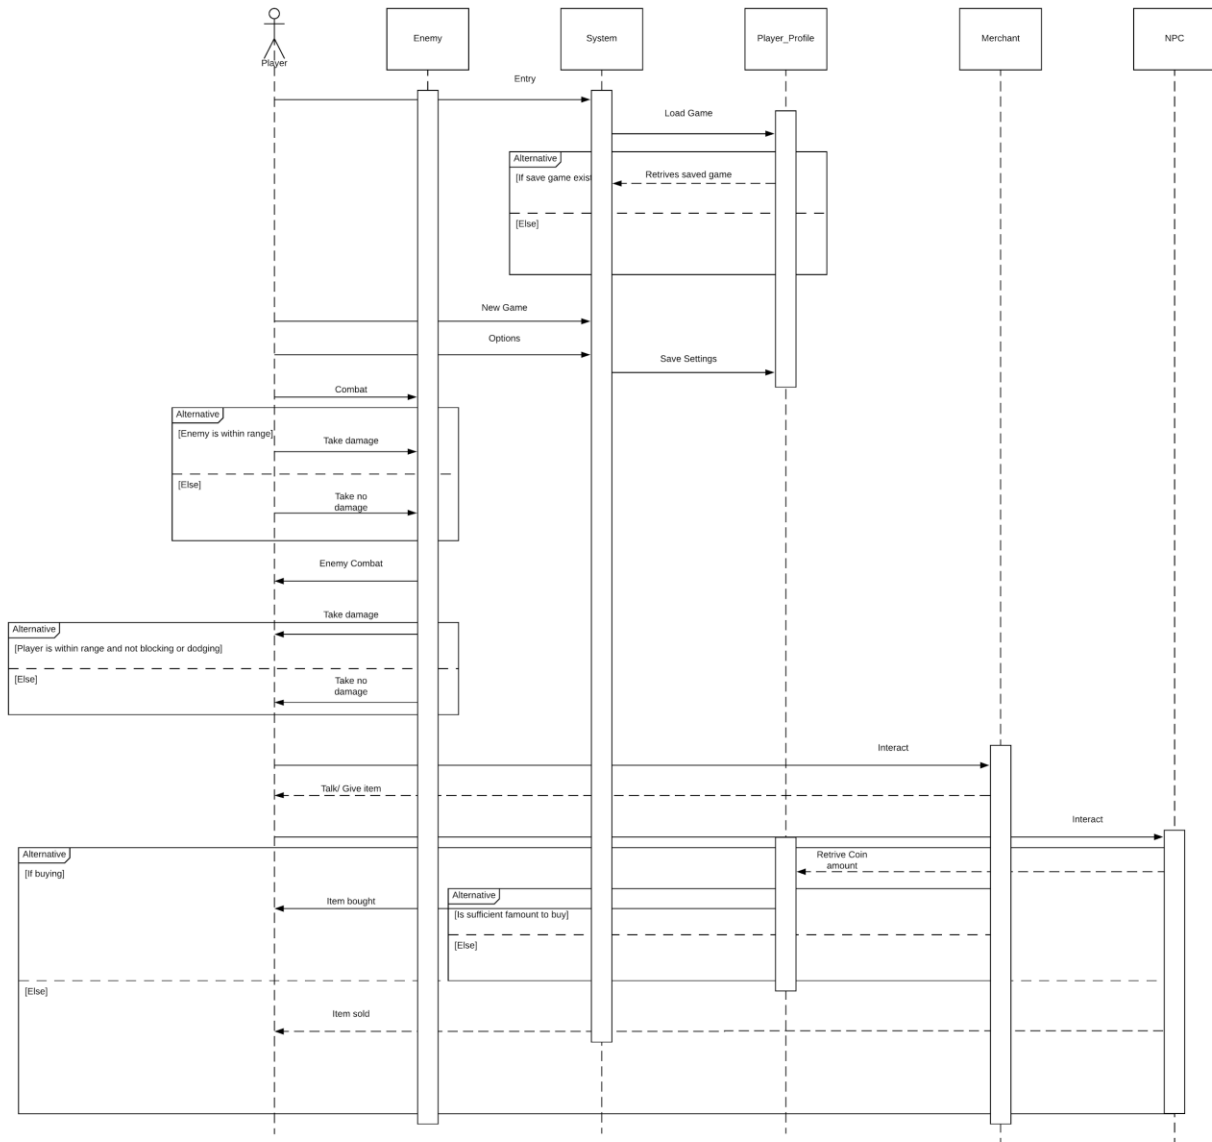 Player
Enemy
System
Player_Profile
Merchant
NPC
Entry
Load Game
Alternative
[If save game exist
Retrives saved game
[Else]
New Game
Options
Save Settings
Combat
Alternative
[Enemy is within range]
Take damage
[Else]
Take no
damage
Enemy Combat
Take damage
Alternative
[Player is within range and not blocking or dodging]
[Else]
Take no
damage
Interact
Talk/ Give item
Interact
Alternative
[If buying]
Retrive Coin
amount
Alternative
Item bought
[Is sufficient famount to buy]
[Else]
[Else]
Item sold